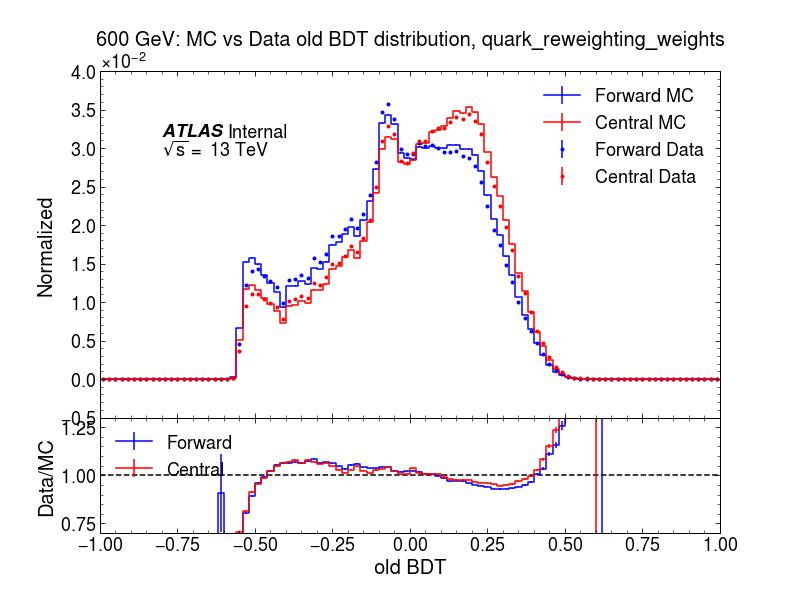 600 GeV: MC vs Data old BDT distribution, quark_reweighting_weights
×10⁻²
4.0
3.5
3.0
2.5
2.0
1.5
1.0
0.5
0.0
−0.5
Normalized
ATLAS Internal
√s = 13 TeV
Forward MC
Central MC
Forward Data
Central Data
1.25
1.00
0.75
Data/MC
Forward
Central
−1.00 −0.75 −0.50 −0.25 0.00 0.25 0.50 0.75 1.00
old BDT